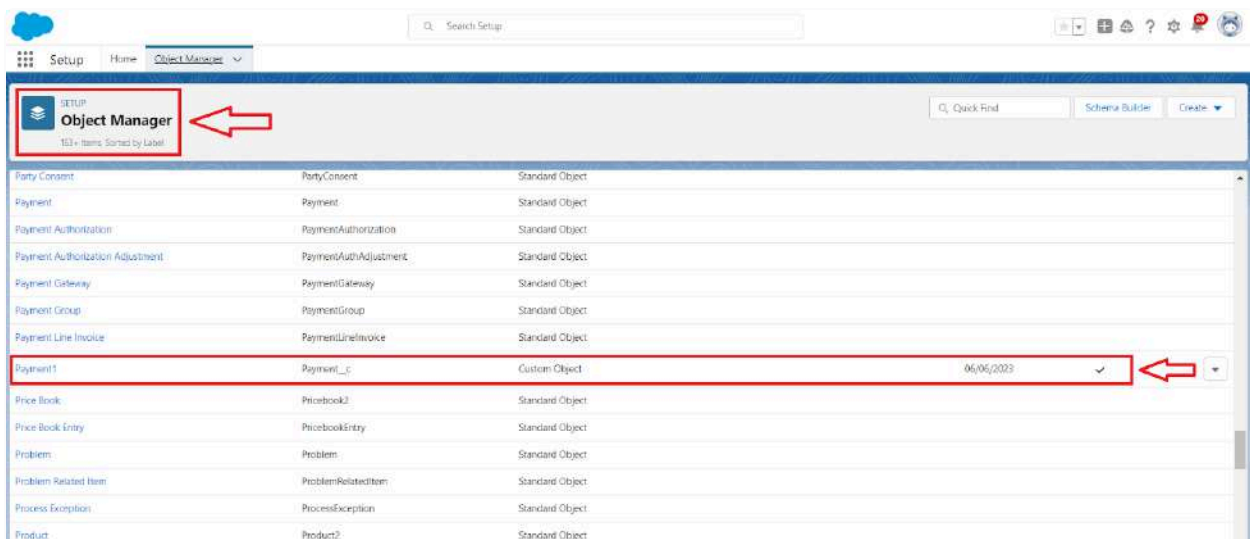 Search Setup
20
Setup Home Object Manager
SETUP
Object Manager
153+ Items, Sorted by Label
Quick Find Schema Builder Create
Party Consent PartyConsent Standard Object
Payment Payment Standard Object
Payment Authorization PaymentAuthorization Standard Object
Payment Authorization Adjustment PaymentAuthAdjustment Standard Object
Payment Gateway PaymentGateway Standard Object
Payment Group PaymentGroup Standard Object
Payment Line Invoice PaymentLineInvoice Standard Object
Payment1 Payment__c Custom Object 06/06/2023
Price Book Pricebook2 Standard Object
Price Book Entry PricebookEntry Standard Object
Problem Problem Standard Object
Problem Related Item ProblemRelatedItem Standard Object
Process Exception ProcessException Standard Object
Product Product2 Standard Object